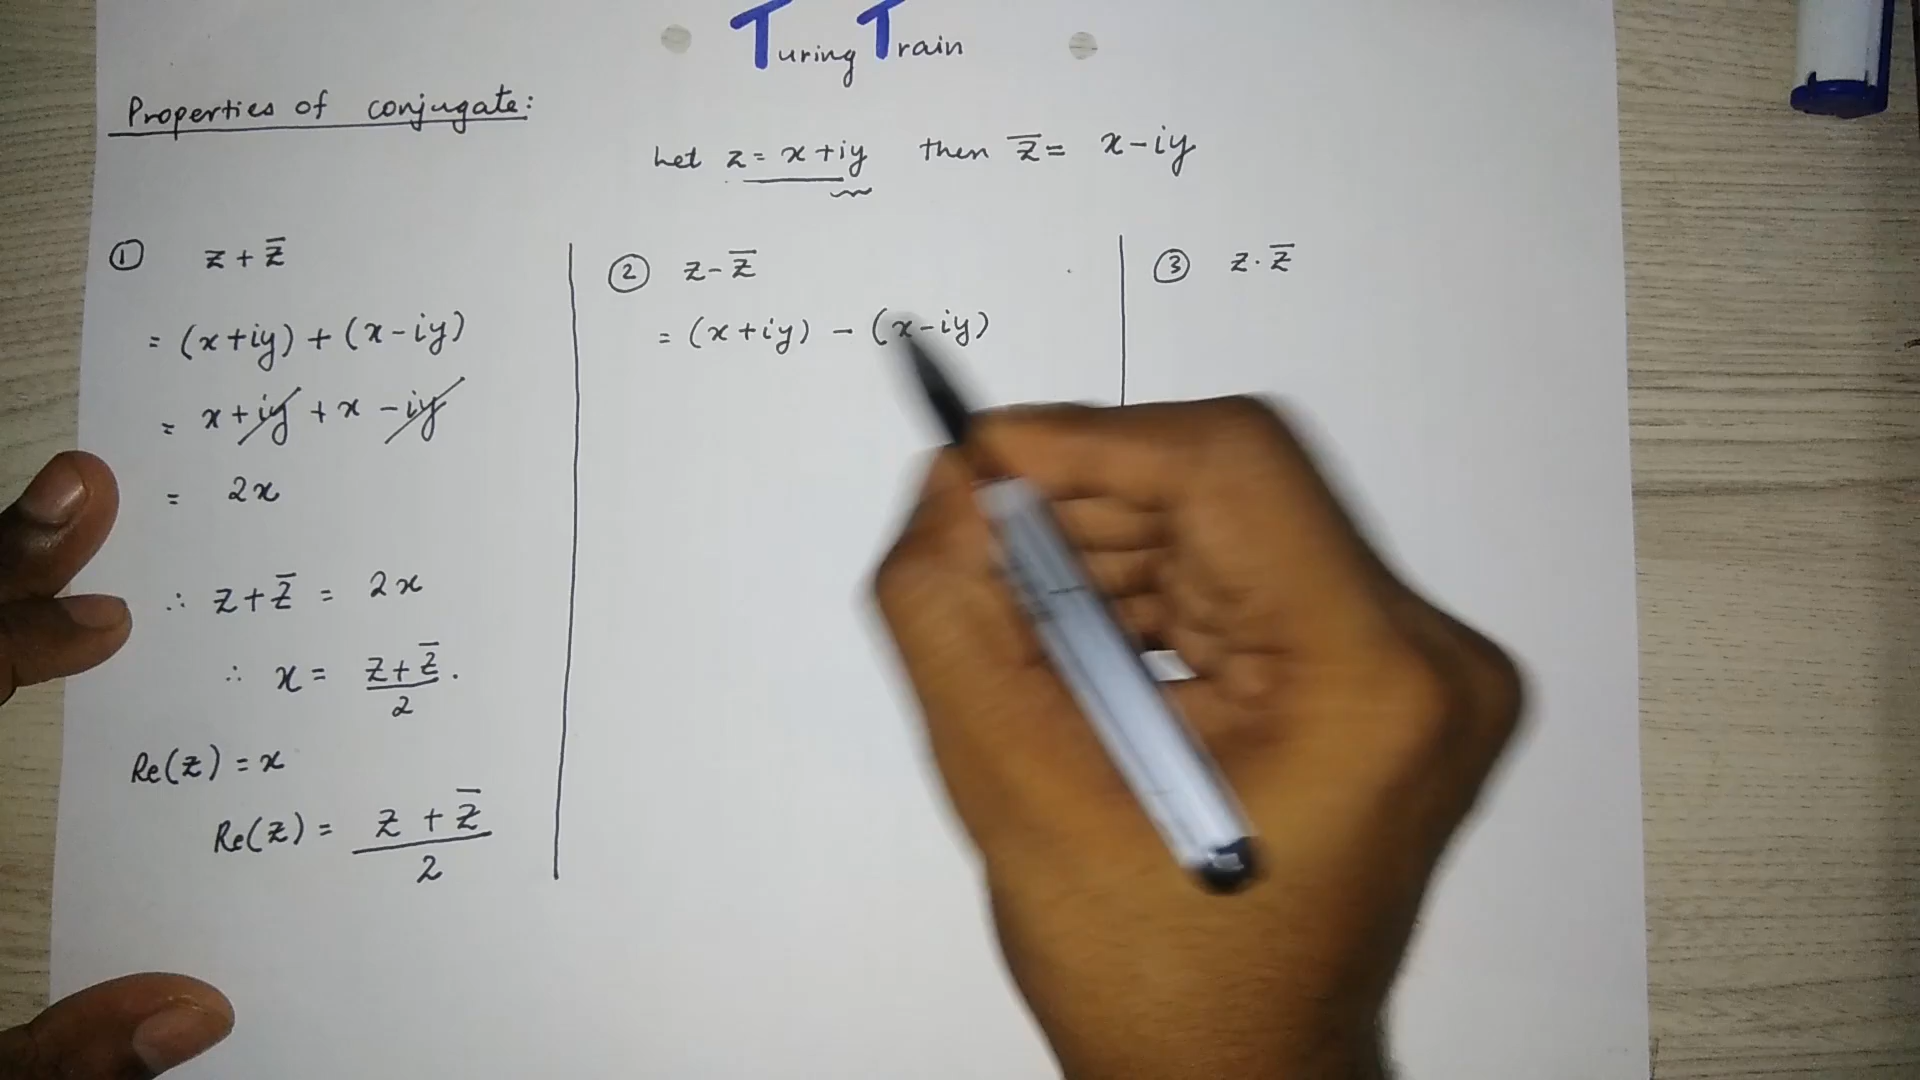 Turing Train
Properties of conjugate:
Let z = x + iy then z̅ = x - iy
① z + z̅
= (x + iy) + (x - iy)
= x + iy + x - iy
= 2x
∴ z + z̅ = 2x
∴ x = (z + z̅)/2.
Re(z) = x
Re(z) = (z + z̅)/2
② z - z̅
= (x + iy) - (x - iy)
③ z · z̅